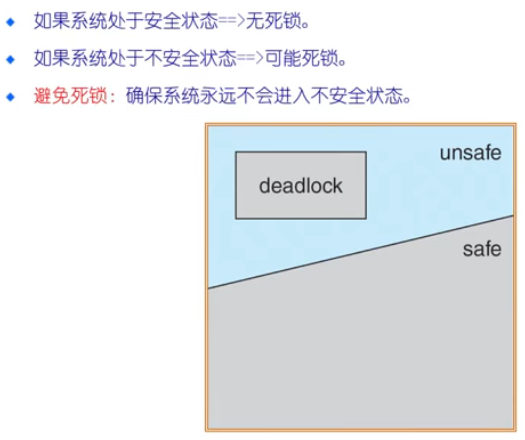 如果系统处于安全状态==>无死锁。
如果系统处于不安全状态==>可能死锁。
避免死锁：确保系统永远不会进入不安全状态。
unsafe
deadlock
safe